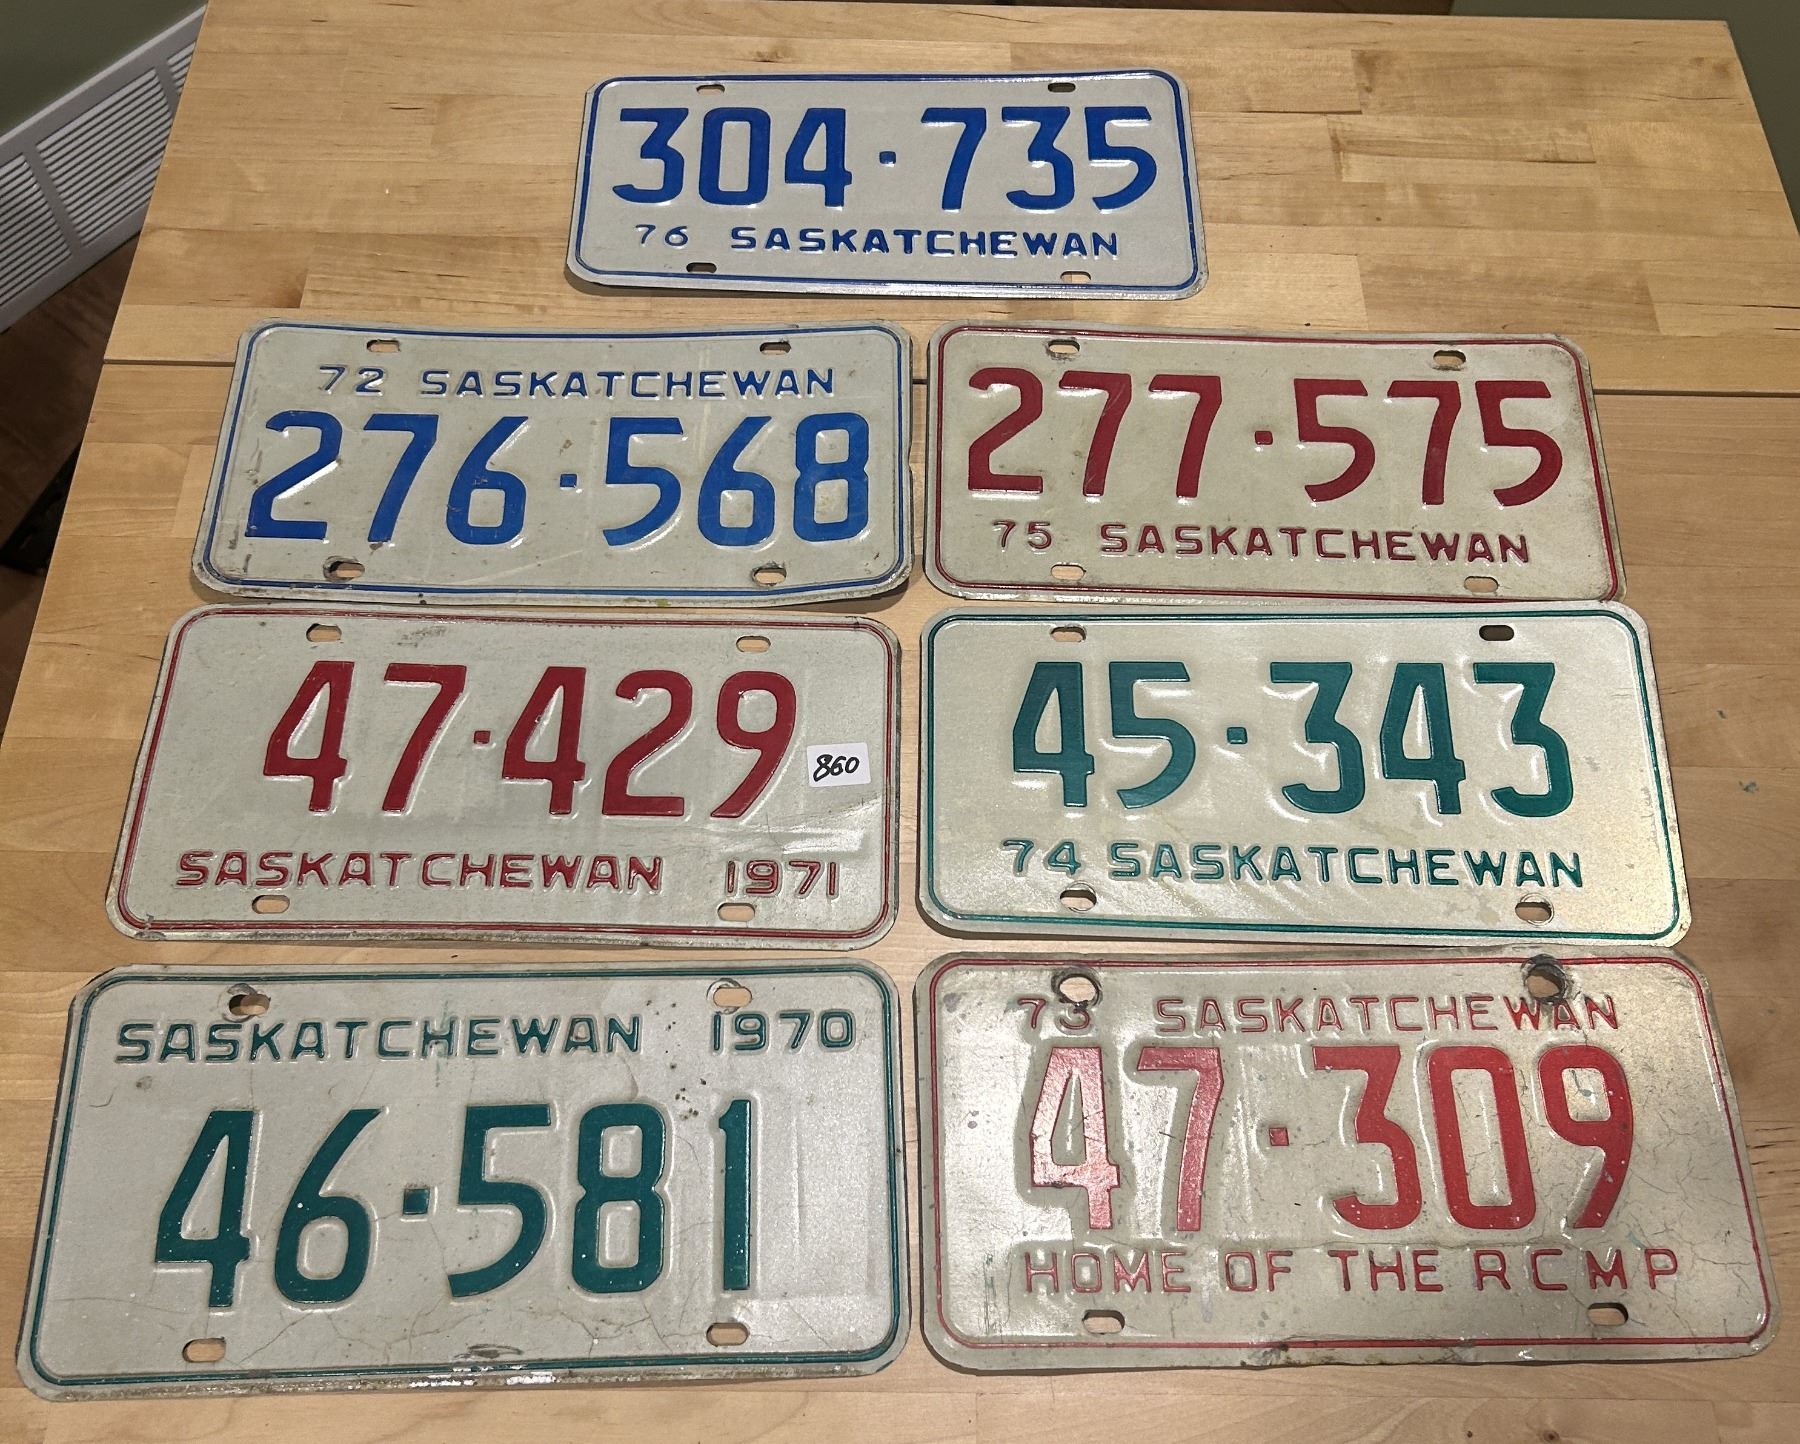 304·735
76 SASKATCHEWAN
72 SASKATCHEWAN
276·568
277·575
75 SASKATCHEWAN
47·429
860
SASKATCHEWAN 1971
45·343
74 SASKATCHEWAN
SASKATCHEWAN 1970
46·581
73 SASKATCHEWAN
47·309
HOME OF THE RCMP